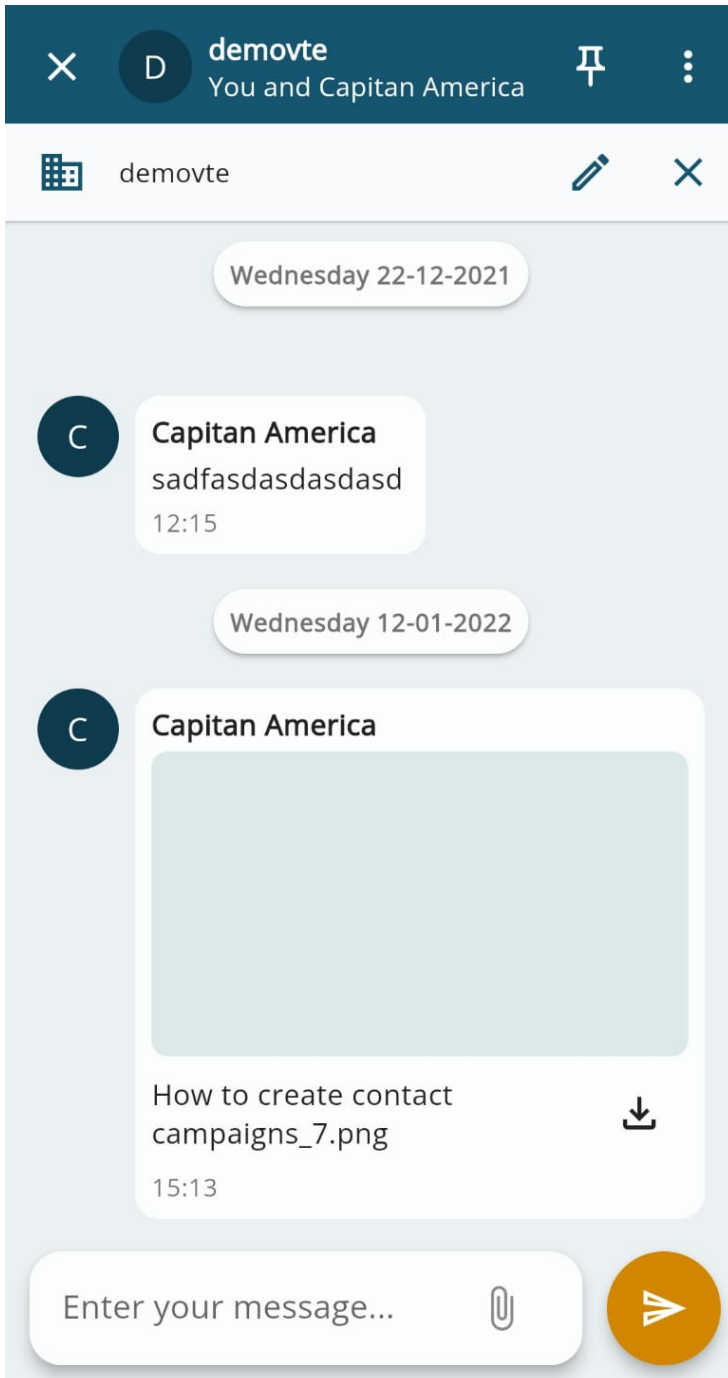 D
demovte
You and Capitan America
demovte
Wednesday 22-12-2021
C
Capitan America
sadfasdasdasdasd
12:15
Wednesday 12-01-2022
C
Capitan America
How to create contact
campaigns_7.png
15:13
Enter your message...